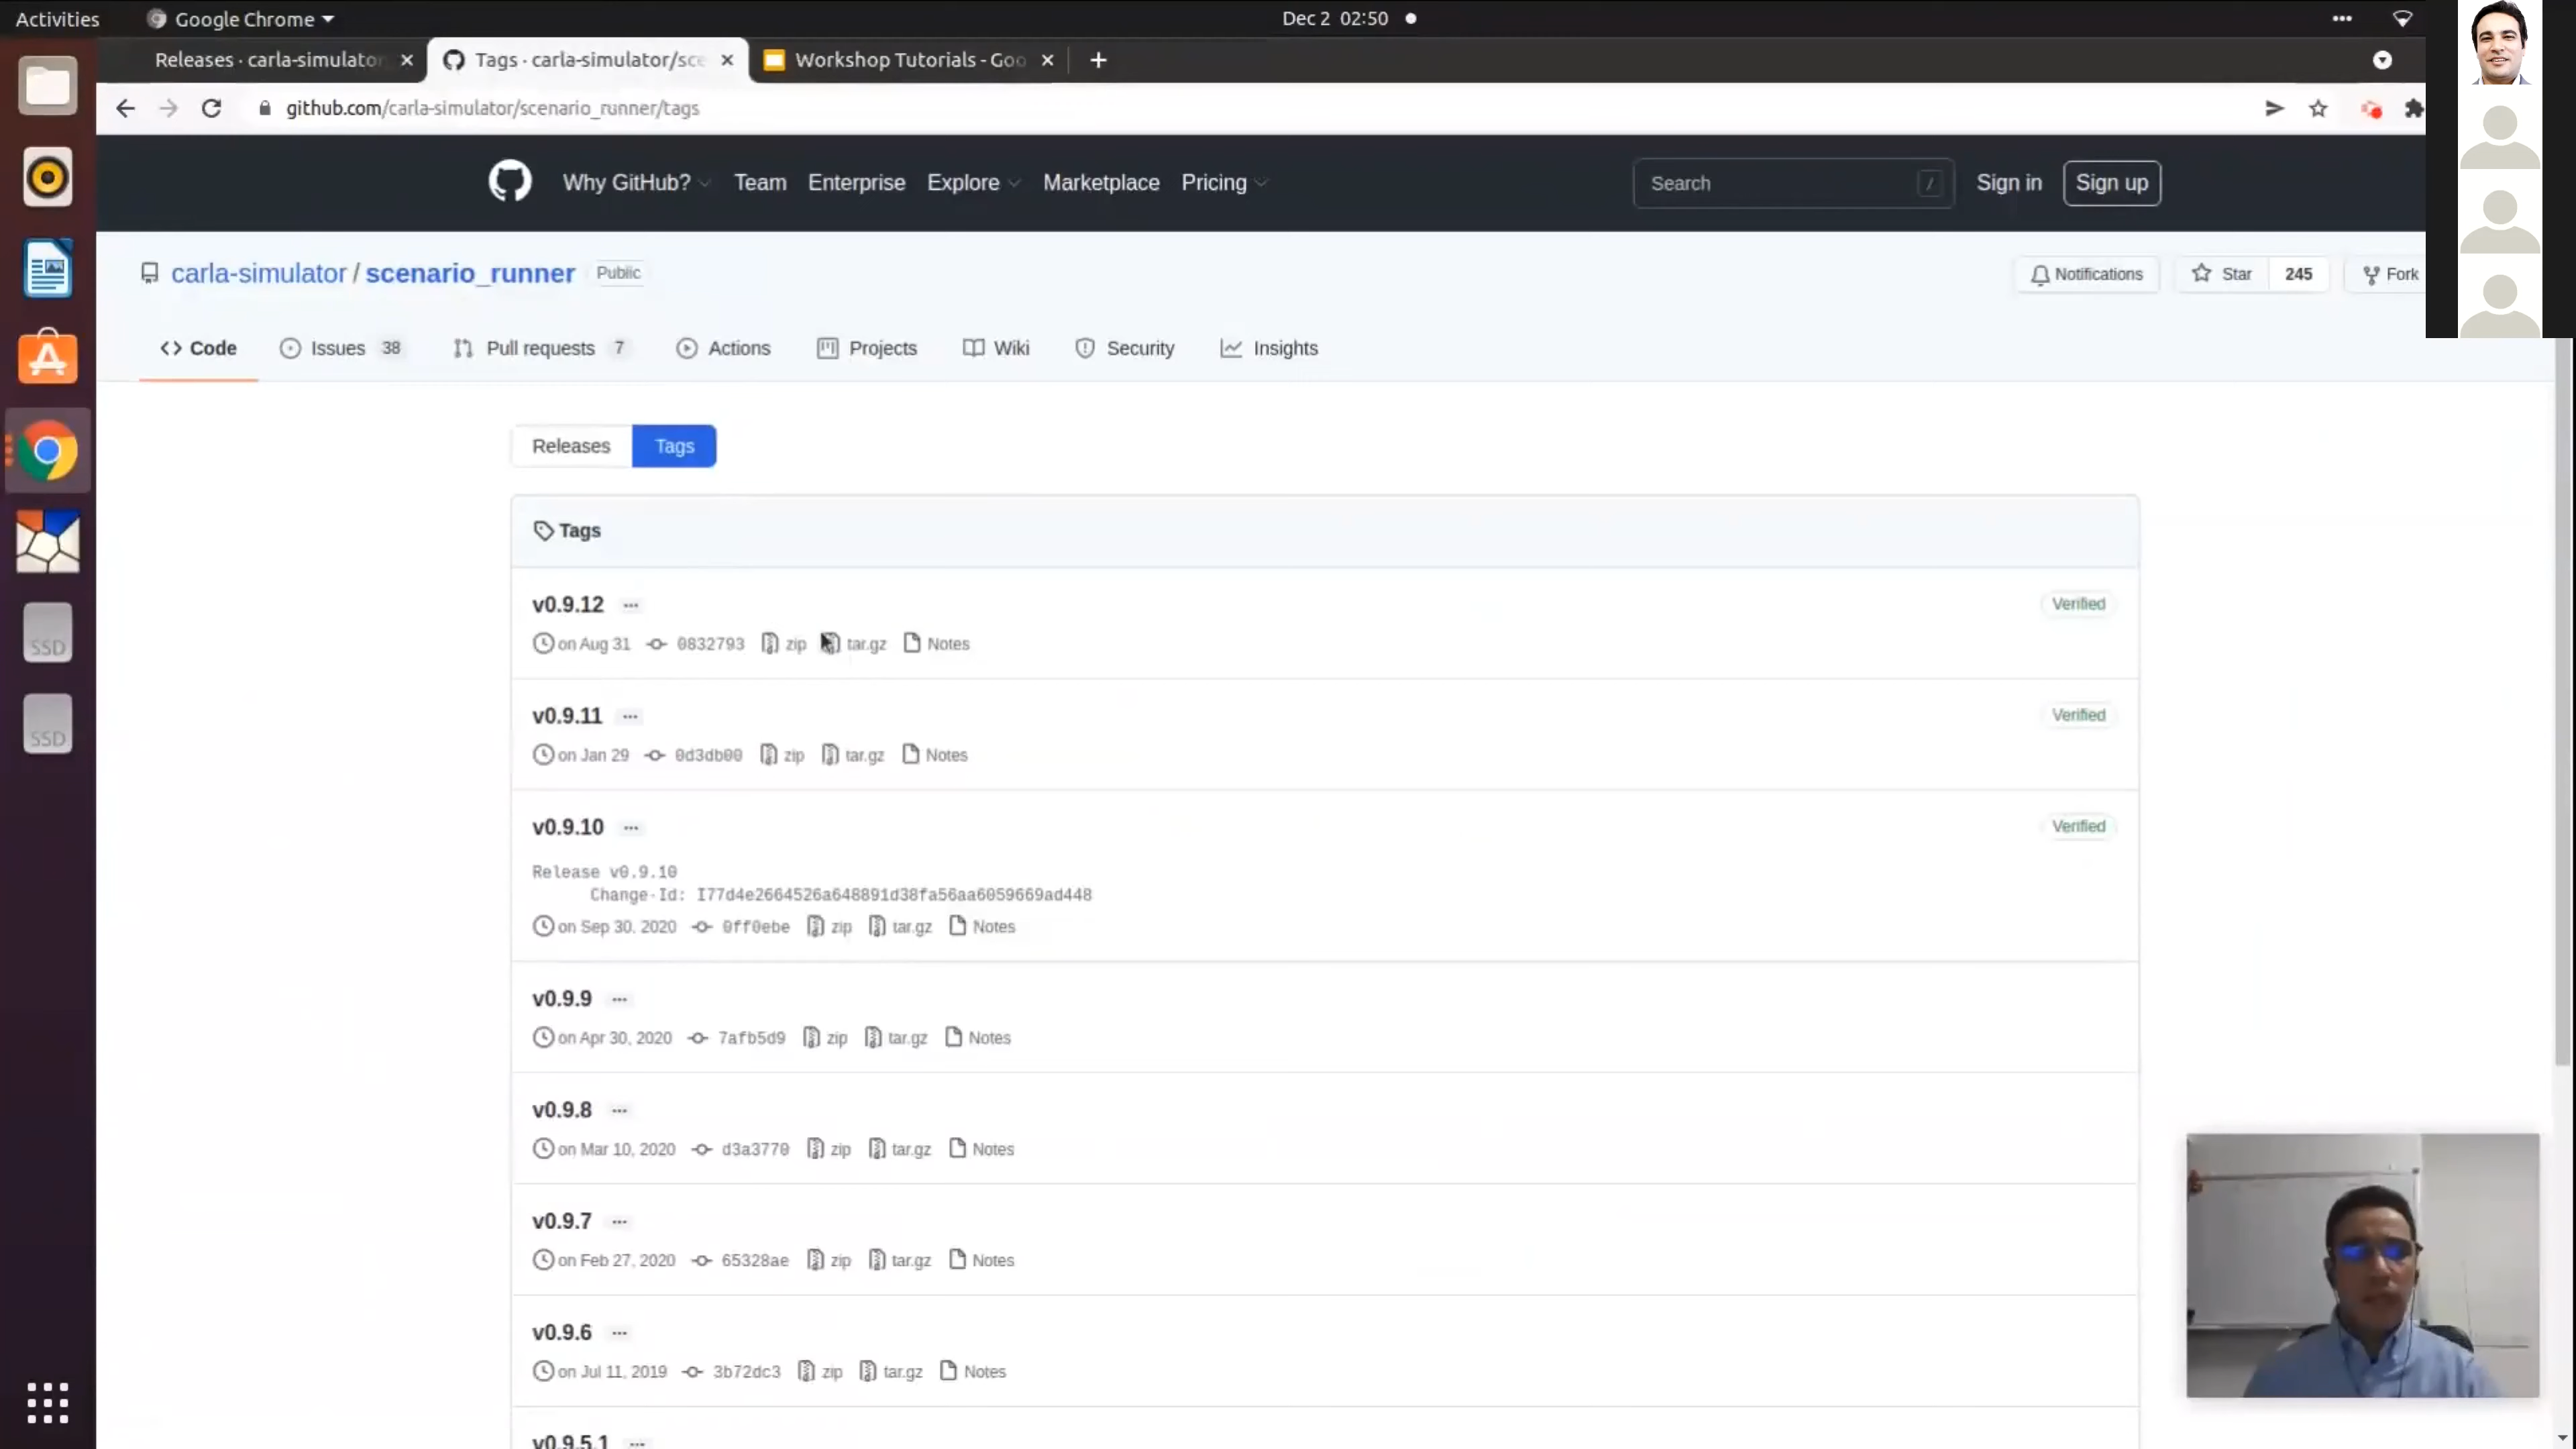 Activities Google Chrome Dec 2 02:50
Releases · carla-simulator Tags · carla-simulator/sce Workshop Tutorials - Goo
github.com/carla-simulator/scenario_runner/tags
Why GitHub? Team Enterprise Explore Marketplace Pricing Search / Sign in Sign up
carla-simulator / scenario_runner Public Notifications Star 245 Fork
Code Issues 38 Pull requests 7 Actions Projects Wiki Security Insights
Releases Tags
Tags
v0.9.12 ... Verified
on Aug 31 0832793 zip tar.gz Notes
v0.9.11 ... Verified
on Jan 29 0d3db00 zip tar.gz Notes
v0.9.10 ... Verified
Release v0.9.10
Change-Id: I77d4e2664526a648891d38fa56aa6059669ad448
on Sep 30, 2020 0ff0ebe zip tar.gz Notes
v0.9.9 ...
on Apr 30, 2020 7afb5d9 zip tar.gz Notes
v0.9.8 ...
on Mar 10, 2020 d3a3770 zip tar.gz Notes
v0.9.7 ...
on Feb 27, 2020 65328ae zip tar.gz Notes
v0.9.6 ...
on Jul 11, 2019 3b72dc3 zip tar.gz Notes
v0.9.5.1 ...
SSD
SSD